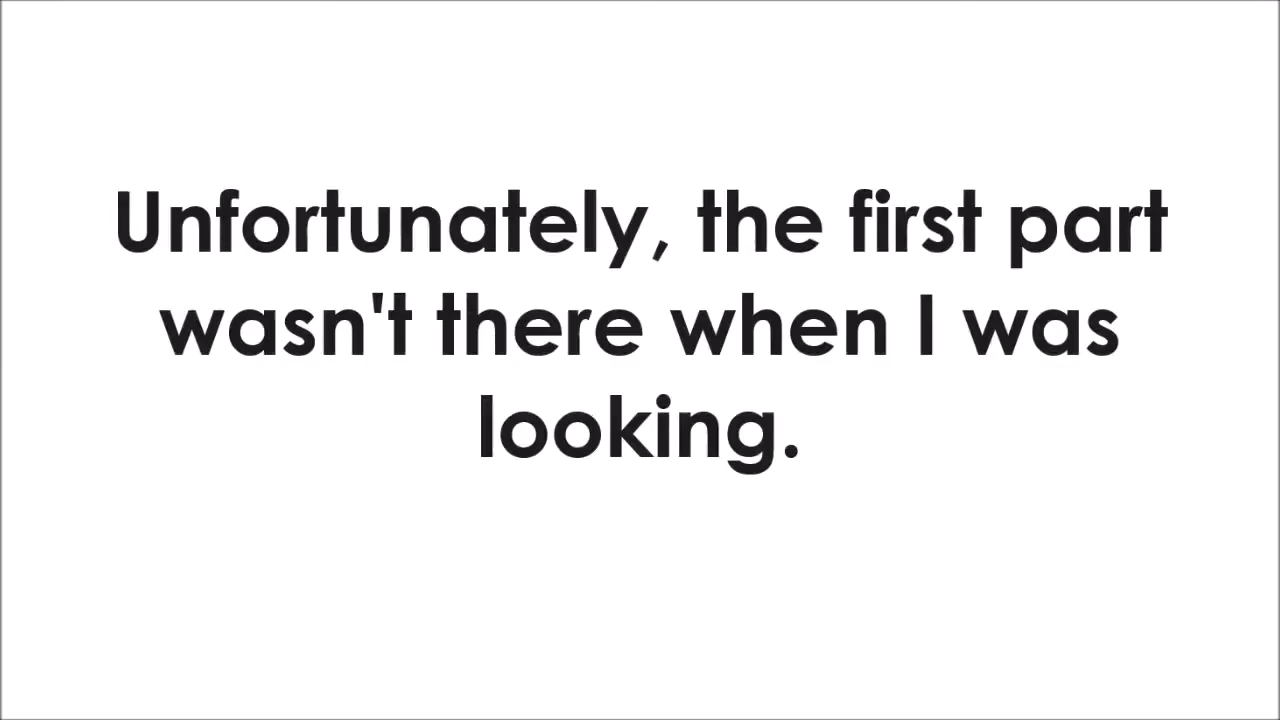 Unfortunately, the first part
wasn't there when I was
looking.